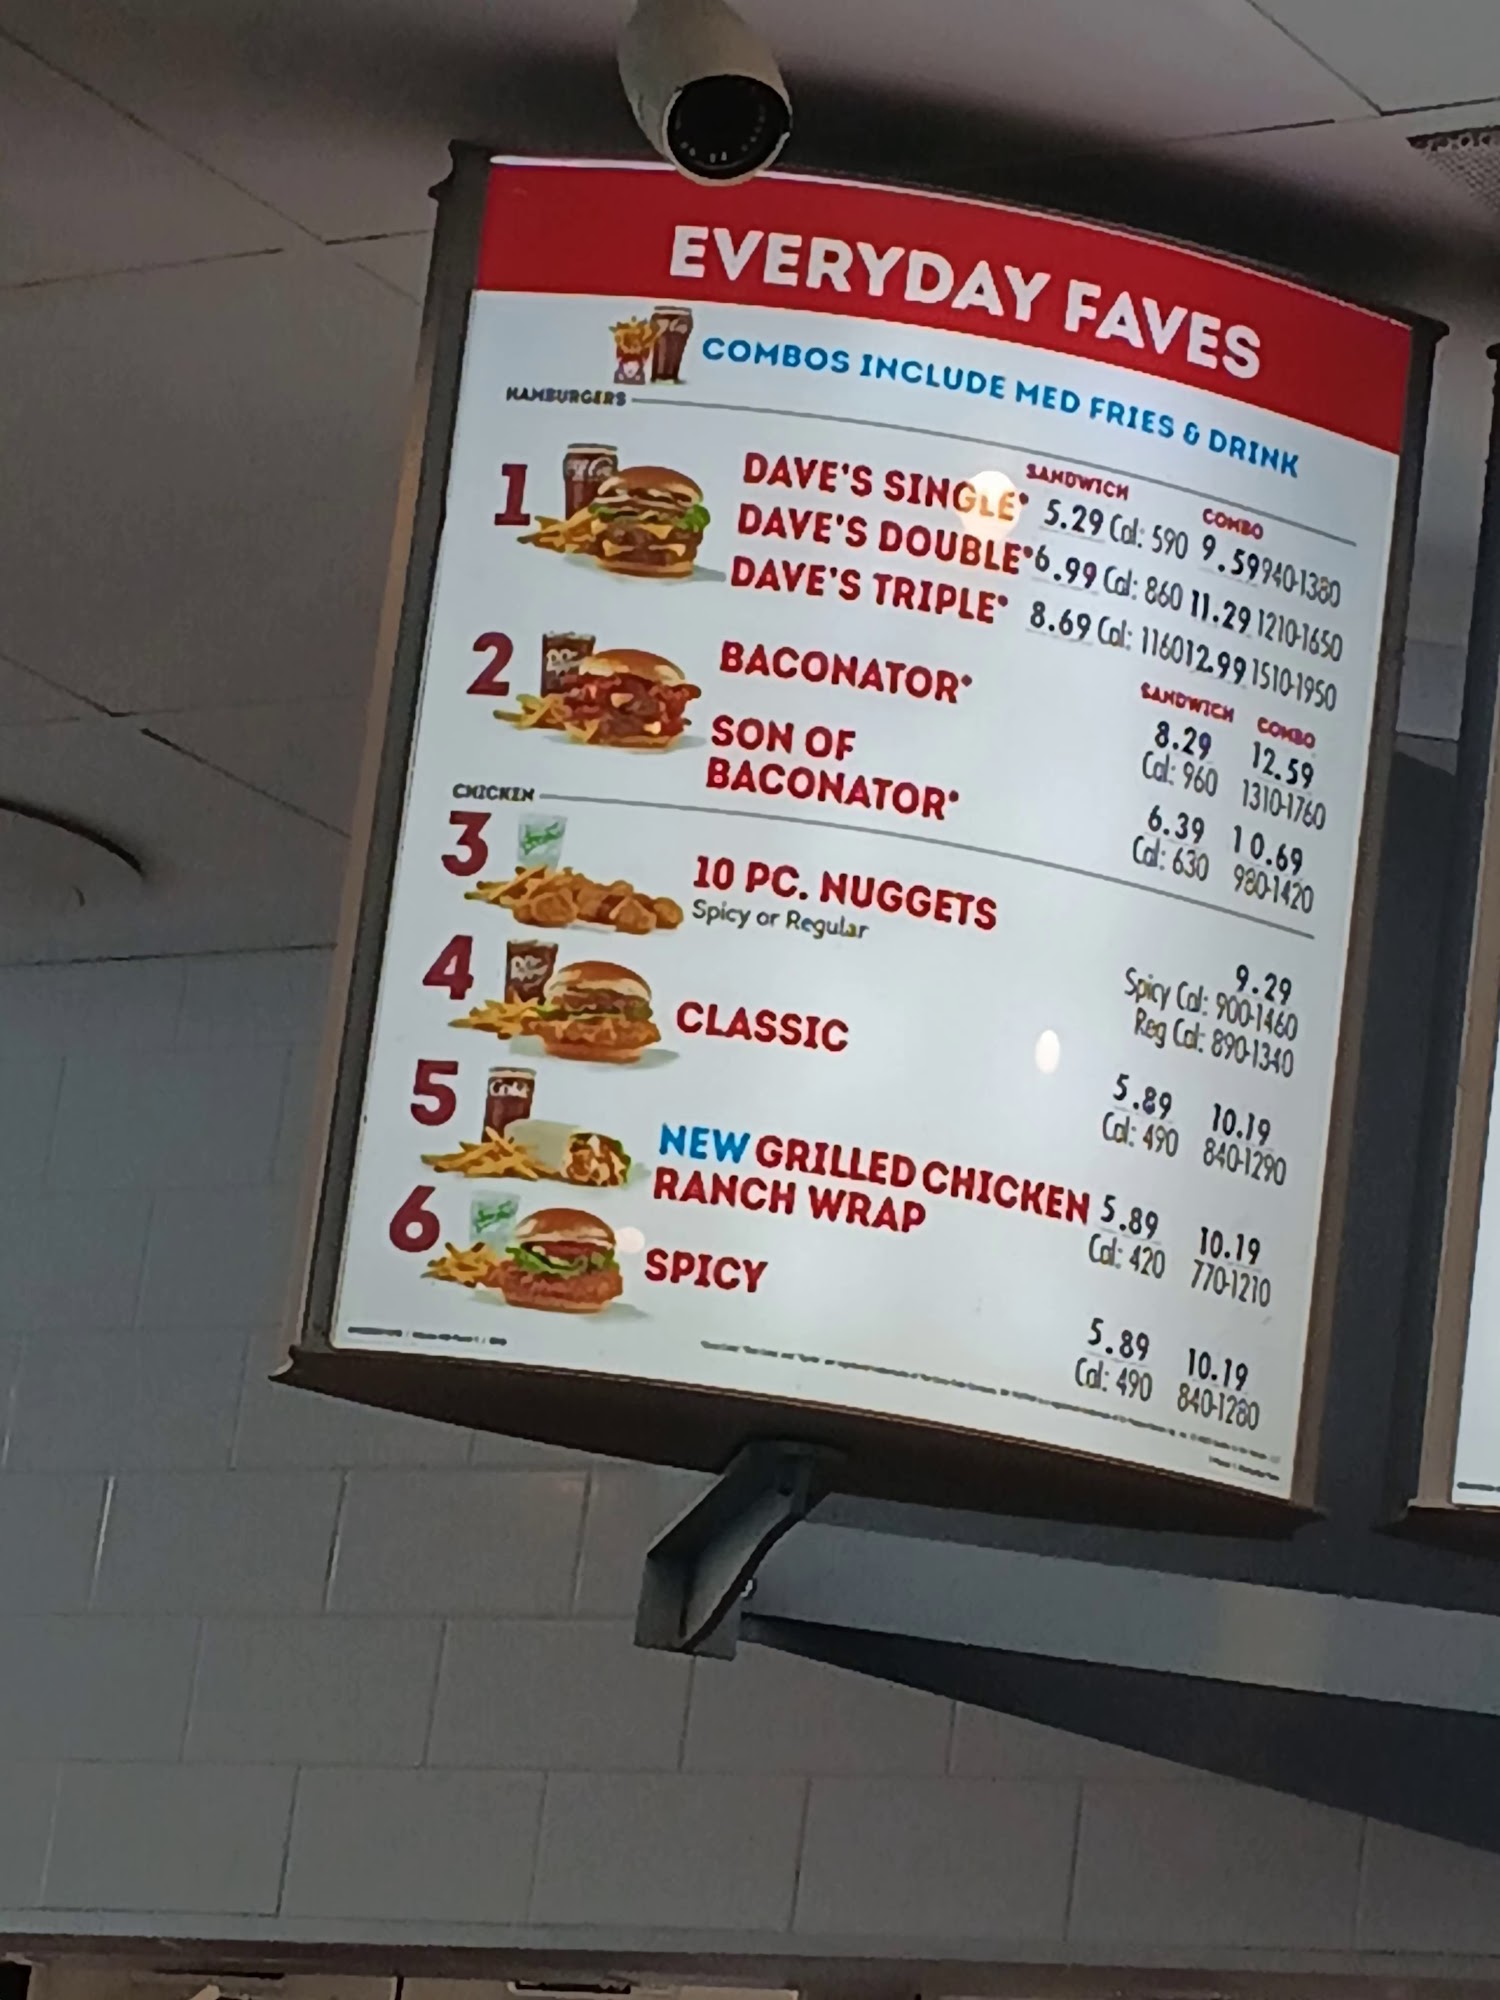 EVERYDAY FAVES
COMBOS INCLUDE MED FRIES & DRINK
HAMBURGERS
SANDWICH COMBO
1 DAVE'S SINGLE® 5.29 Cal: 590 9.59 940-1380
DAVE'S DOUBLE® 6.99 Cal: 860 11.29 1210-1650
DAVE'S TRIPLE® 8.69 Cal: 1160 12.99 1510-1950
SANDWICH COMBO
2 BACONATOR® 8.29 12.59
Cal: 960 1310-1760
SON OF
BACONATOR® 6.39 10.69
Cal: 630 980-1420
CHICKEN
3 10 PC. NUGGETS 9.29
Spicy or Regular
Spicy Cal: 900-1460
Reg Cal: 890-1340
4 CLASSIC 5.89 10.19
Cal: 490 840-1290
Coke
5 NEW GRILLED CHICKEN 5.89 10.19
RANCH WRAP Cal: 420 770-1210
6 SPICY 5.89 10.19
Cal: 490 840-1280